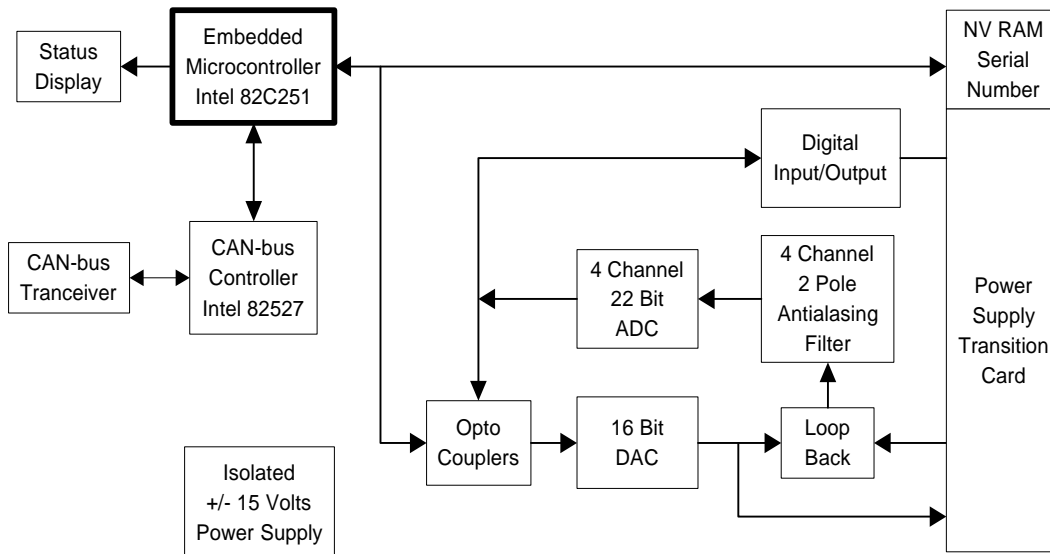 Status
Display
Embedded
Microcontroller
Intel 82C251
NV RAM
Serial
Number
Digital
Input/Output
CAN-bus
Tranceiver
CAN-bus
Controller
Intel 82527
4 Channel
22 Bit
ADC
4 Channel
2 Pole
Antialasing
Filter
Power
Supply
Transition
Card
Opto
Couplers
16 Bit
DAC
Loop
Back
Isolated
+/- 15 Volts
Power Supply